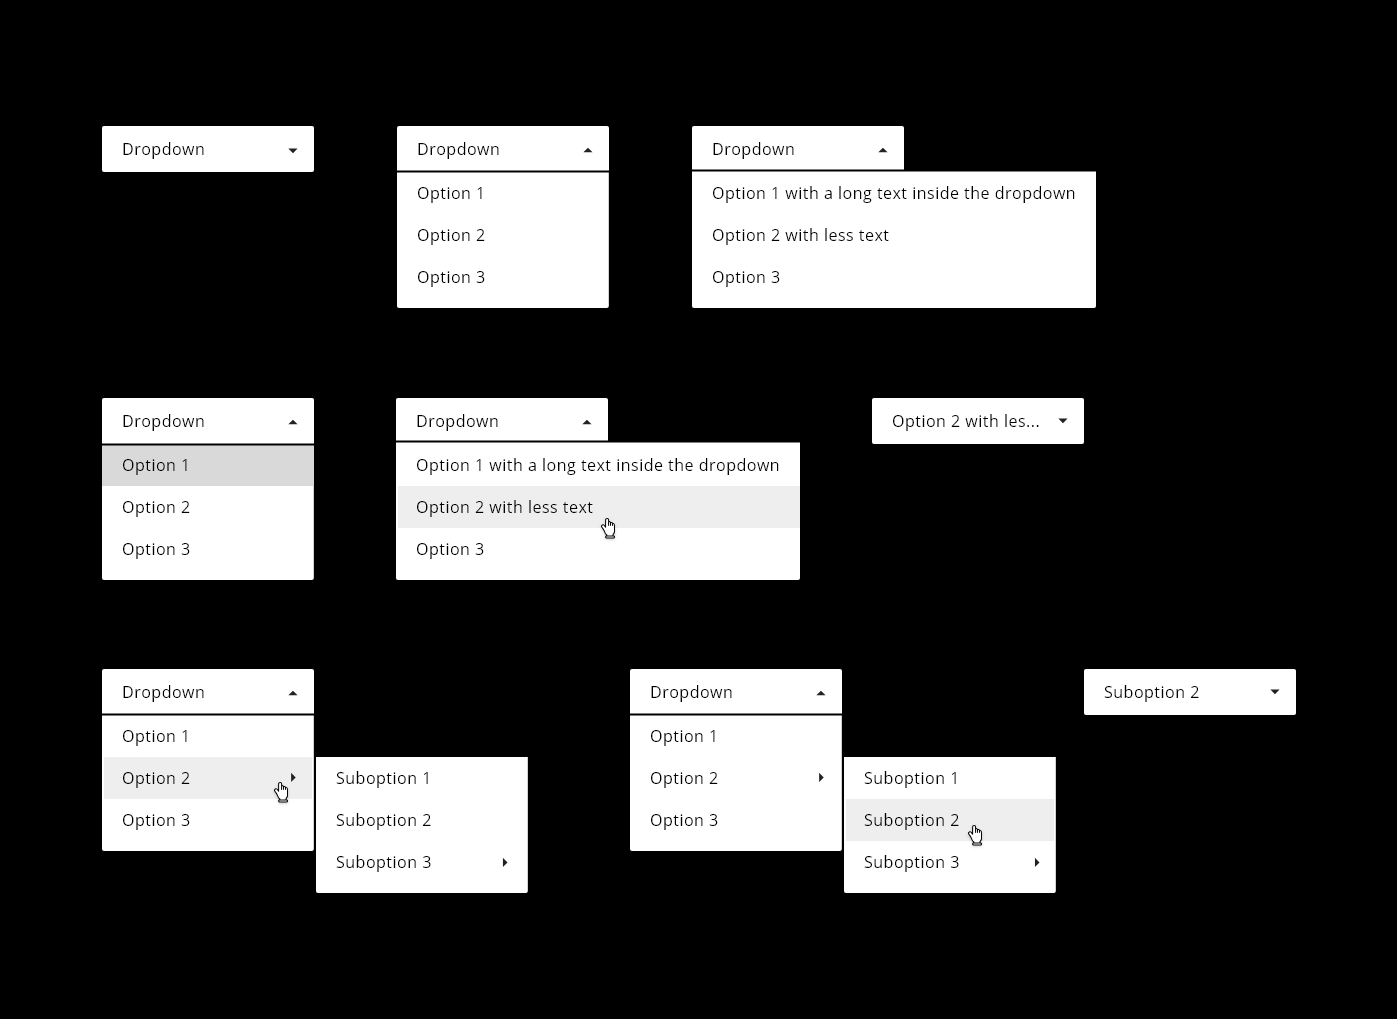 Dropdown
Dropdown
Option 1
Option 2
Option 3
Dropdown
Option 1 with a long text inside the dropdown
Option 2 with less text
Option 3
Dropdown
Option 1
Option 2
Option 3
Dropdown
Option 1 with a long text inside the dropdown
Option 2 with less text
Option 3
Option 2 with les...
Dropdown
Option 1
Option 2
Option 3
Suboption 1
Suboption 2
Suboption 3
Dropdown
Option 1
Option 2
Option 3
Suboption 1
Suboption 2
Suboption 3
Suboption 2